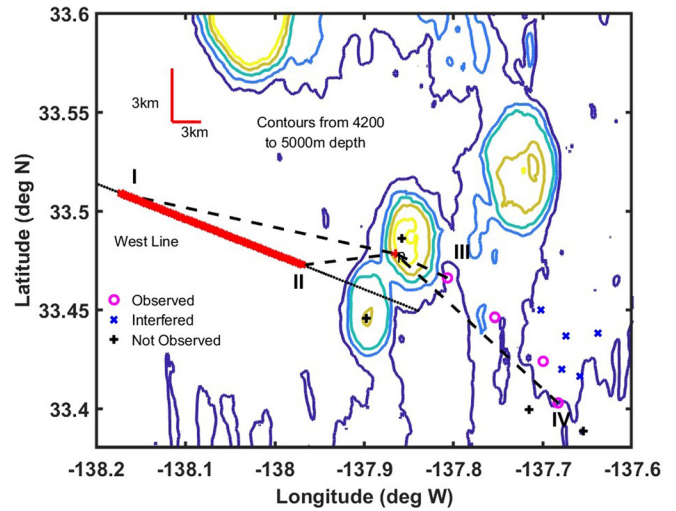 33.6
33.55
33.5
33.45
33.4
Latitude (deg N)
3km
3km
Contours from 4200
to 5000m depth
I
West Line
II
III
R
IV
Observed
Interfered
Not Observed
-138.2 -138.1 -138 -137.9 -137.8 -137.7 -137.6
Longitude (deg W)